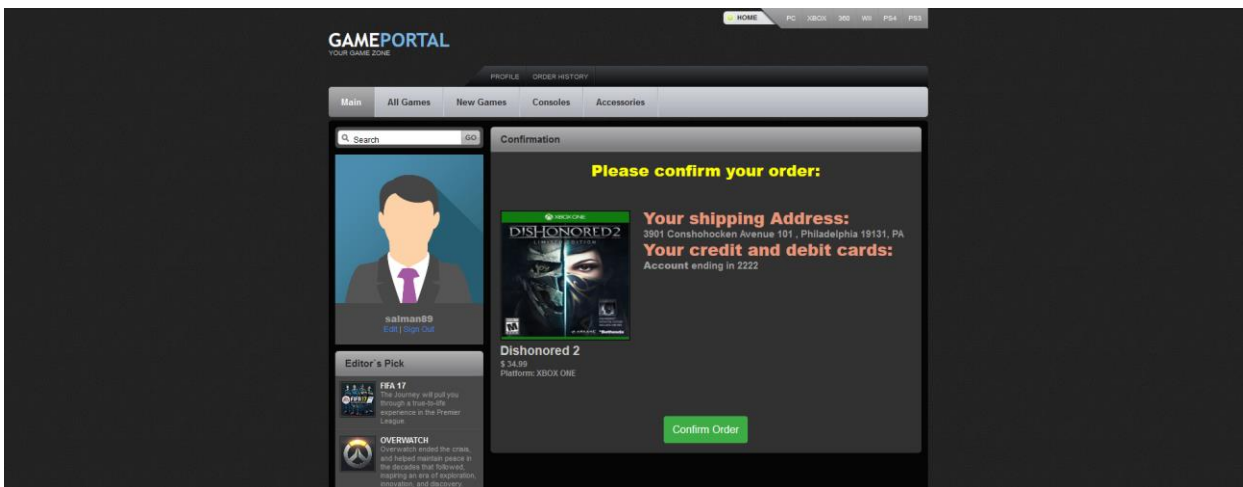 HOME PC XBOX 360 WII PS4 PS3
GAMEPORTAL
YOUR GAME ZONE
PROFILE ORDER HISTORY
Main All Games New Games Consoles Accessories
Search GO
salman89
Edit | Sign Out
Editor´s Pick
FIFA 17
The Journey will pull you
through a true-to-life
experience in the Premier
League.
OVERWATCH
Overwatch ended the crisis,
and helped maintain peace in
the decades that followed,
inspiring an era of exploration,
innovation, and discovery
Confirmation
Please confirm your order:
XBOX ONE
DISHONORED 2
LIMITED EDITION
Bethesda
Dishonored 2
$ 34.99
Platform: XBOX ONE
Your shipping Address:
3901 Conshohocken Avenue 101 , Philadelphia 19131, PA
Your credit and debit cards:
Account ending in 2222
Confirm Order